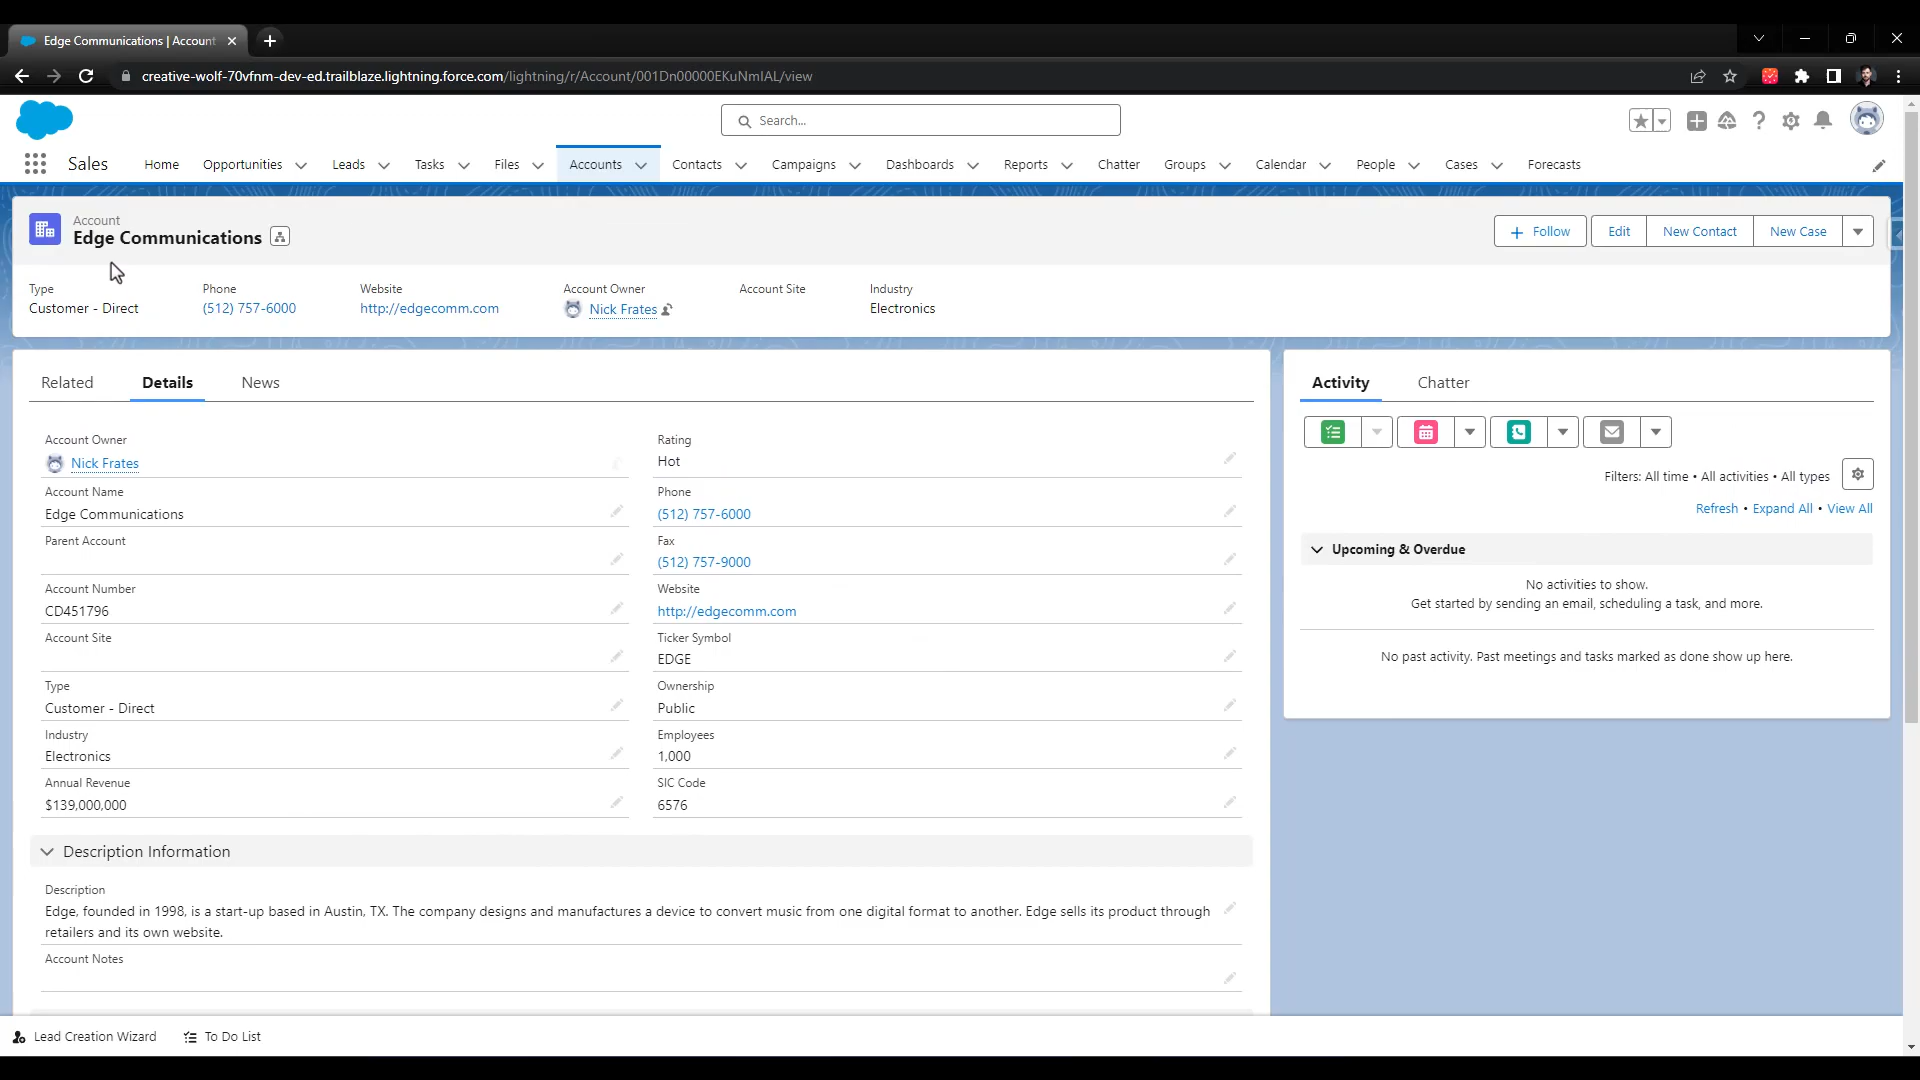 Edge Communications | Account
creative-wolf-70vfnm-dev-ed.trailblaze.lightning.force.com/lightning/r/Account/001Dn00000EKuNmIAL/view
Search...
Sales
Home
Opportunities
Leads
Tasks
Files
Accounts
Contacts
Campaigns
Dashboards
Reports
Chatter
Groups
Calendar
People
Cases
Forecasts
Account
Edge Communications
Follow
Edit
New Contact
New Case
Type
Customer - Direct
Phone
(512) 757-6000
Website
http://edgecomm.com
Account Owner
Nick Frates
Account Site
Industry
Electronics
Related
Details
News
Account Owner
Nick Frates
Rating
Hot
Account Name
Edge Communications
Phone
(512) 757-6000
Parent Account
Fax
(512) 757-9000
Account Number
CD451796
Website
http://edgecomm.com
Account Site
Ticker Symbol
EDGE
Type
Customer - Direct
Ownership
Public
Industry
Electronics
Employees
1,000
Annual Revenue
$139,000,000
SIC Code
6576
Description Information
Description
Edge, founded in 1998, is a start-up based in Austin, TX. The company designs and manufactures a device to convert music from one digital format to another. Edge sells its product through
retailers and its own website.
Account Notes
Activity
Chatter
Filters: All time • All activities • All types
Refresh • Expand All • View All
Upcoming & Overdue
No activities to show.
Get started by sending an email, scheduling a task, and more.
No past activity. Past meetings and tasks marked as done show up here.
Lead Creation Wizard
To Do List